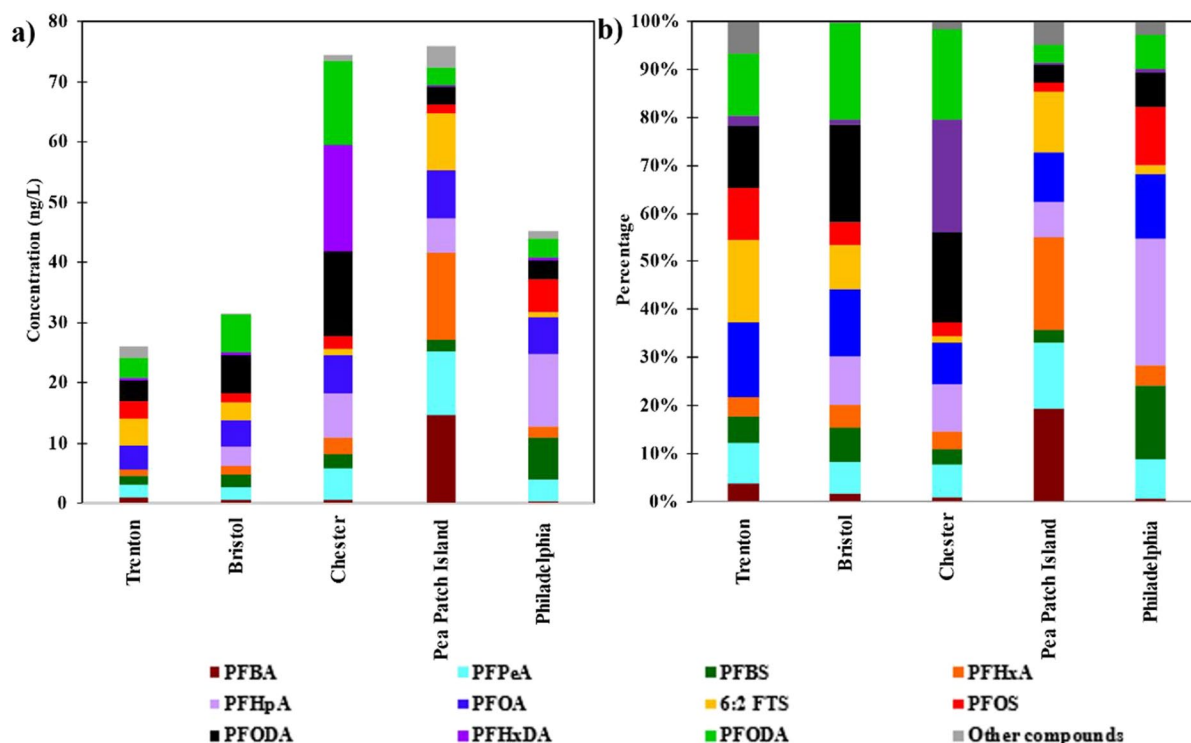 a)
Concentration (ng/L)
80
70
60
50
40
30
20
10
0
Trenton
Bristol
Chester
Pea Patch Island
Philadelphia
b)
Percentage
100%
90%
80%
70%
60%
50%
40%
30%
20%
10%
0%
Trenton
Bristol
Chester
Pea Patch Island
Philadelphia
PFBA PFPeA PFBS PFHxA
PFHpA PFOA 6:2 FTS PFOS
PFODA PFHxDA PFODA Other compounds